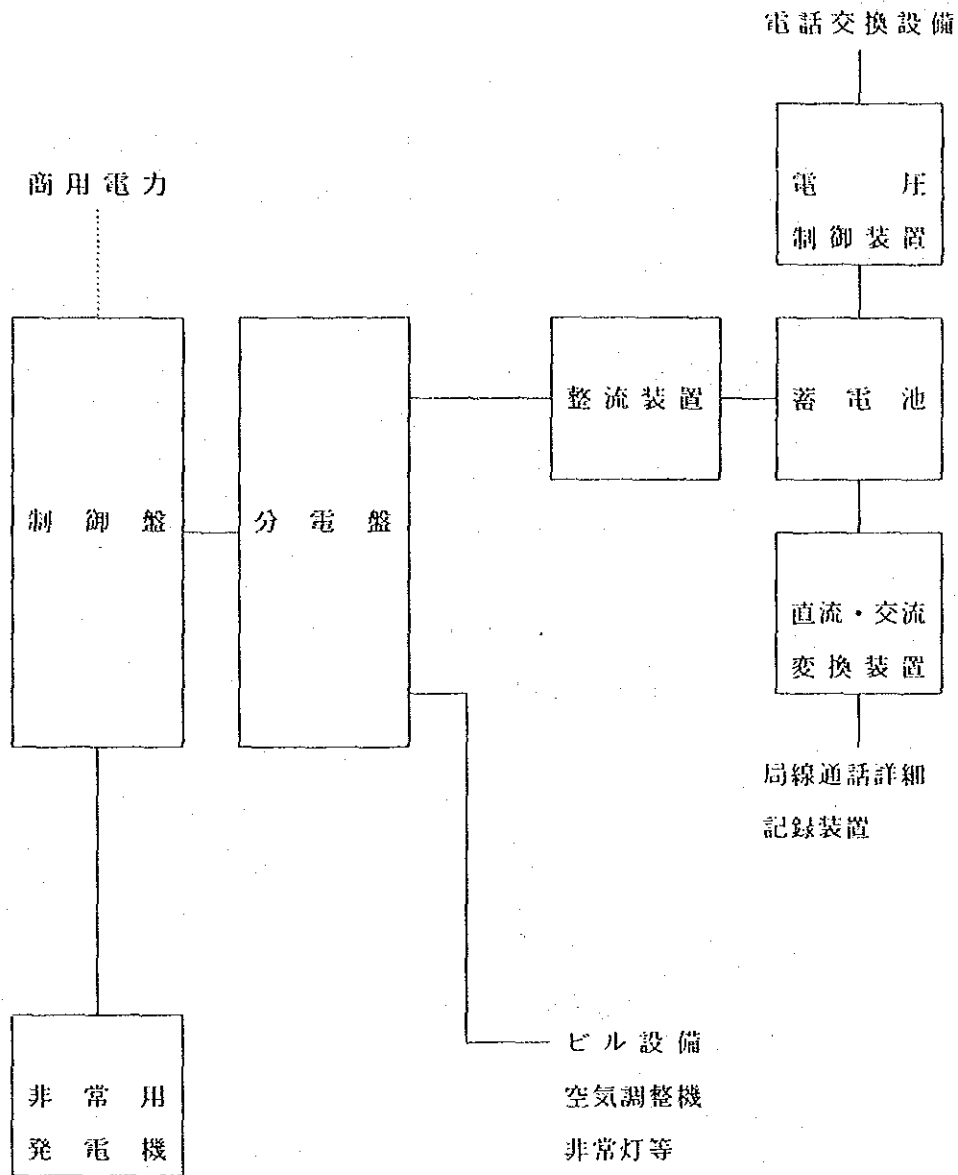 電話交換設備
商用電力
電圧
制御装置
整流装置
蓄電池
制御盤
分電盤
直流・交流
変換装置
局線通話詳細
記録装置
ビル設備
空気調整機
非常灯等
非常用
発電機